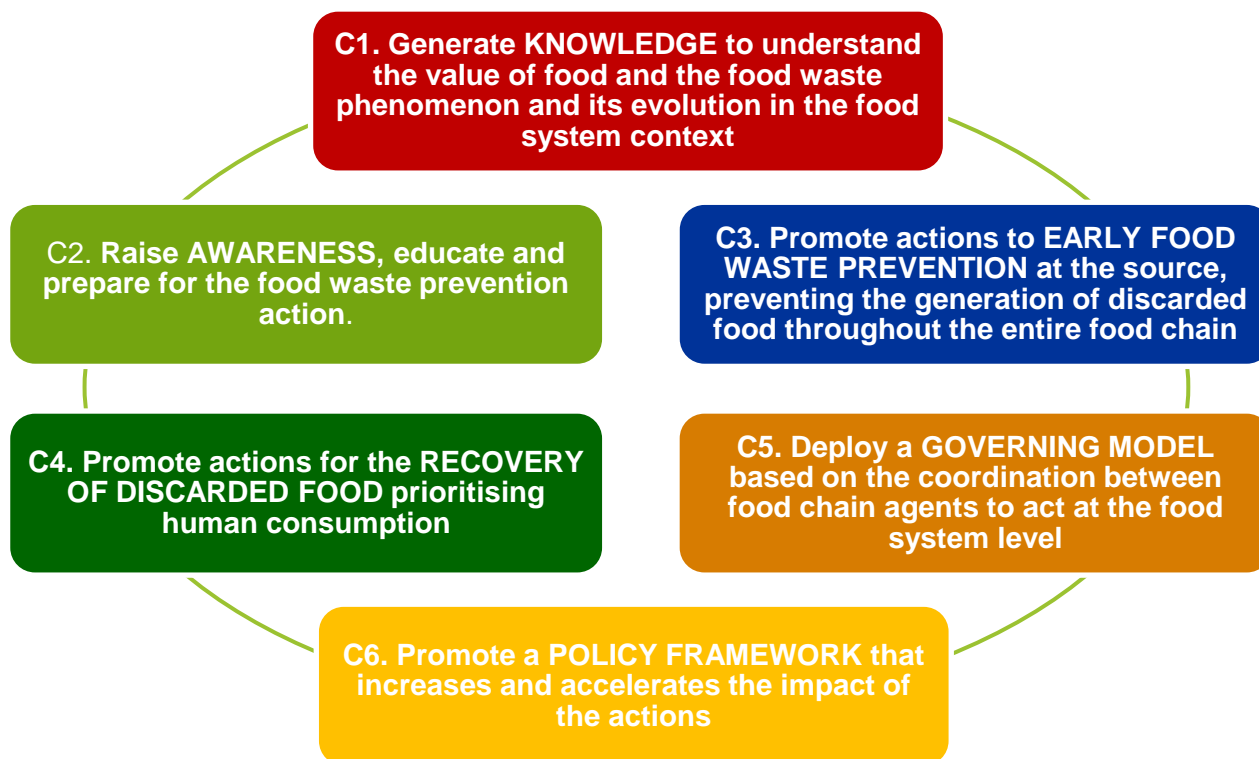 C1. Generate KNOWLEDGE to understand
the value of food and the food waste
phenomenon and its evolution in the food
system context
C2. Raise AWARENESS, educate and
prepare for the food waste prevention
action.
C3. Promote actions to EARLY FOOD
WASTE PREVENTION at the source,
preventing the generation of discarded
food throughout the entire food chain
C4. Promote actions for the RECOVERY
OF DISCARDED FOOD prioritising
human consumption
C5. Deploy a GOVERNING MODEL
based on the coordination between
food chain agents to act at the food
system level
C6. Promote a POLICY FRAMEWORK that
increases and accelerates the impact of
the actions